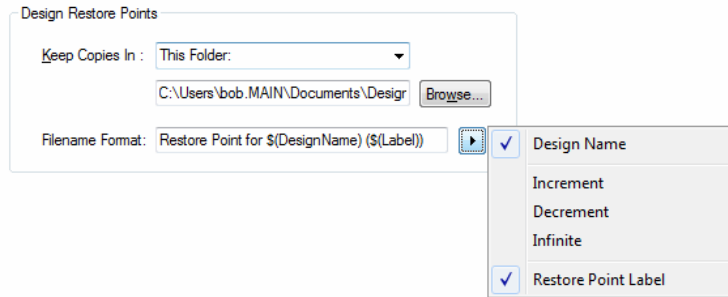 Design Restore Points
Keep Copies In : This Folder:
C:\Users\bob.MAIN\Documents\Desigr Browse...
Filename Format: Restore Point for $(DesignName) ($(Label))
Design Name
Increment
Decrement
Infinite
Restore Point Label